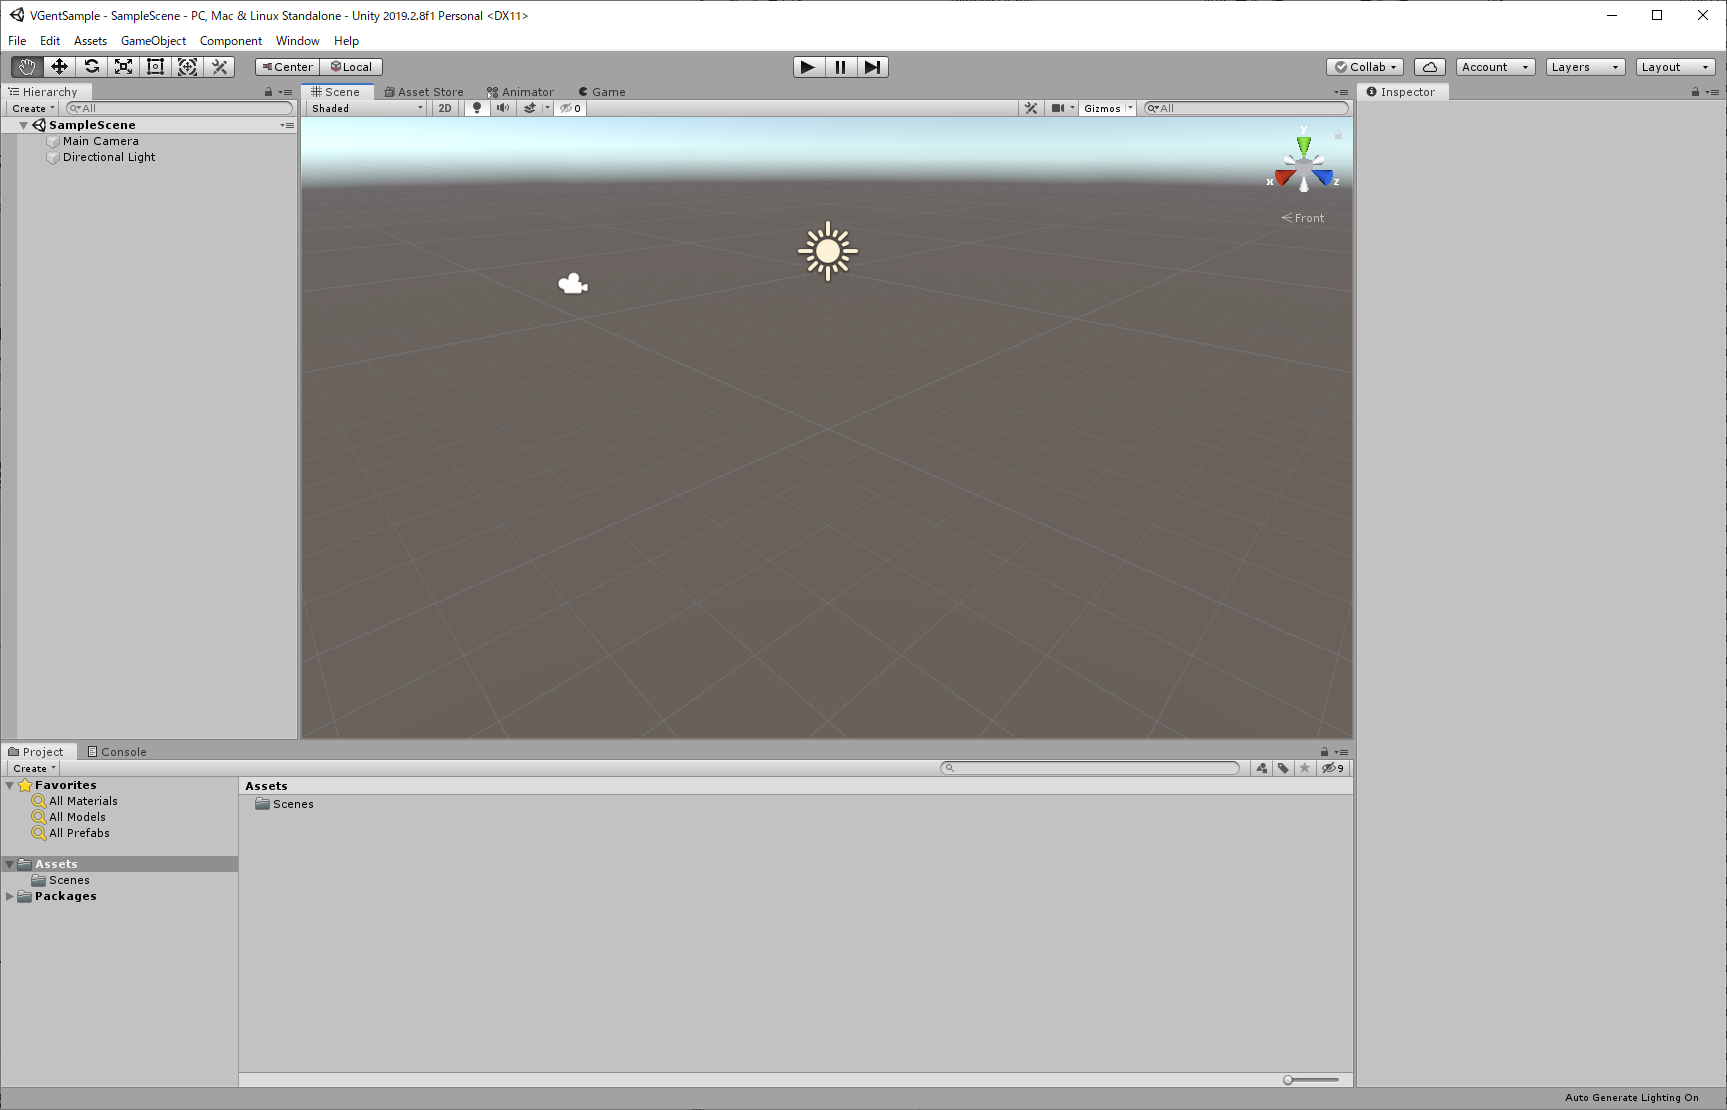 VGentSample - SampleScene - PC, Mac & Linux Standalone - Unity 2019.2.8f1 Personal <DX11>
File Edit Assets GameObject Component Window Help
Center Local Collab Account Layers Layout
Hierarchy
Create All
SampleScene
Main Camera
Directional Light
Scene Asset Store Animator Game
Shaded 2D 0 Gizmos All
y
x z
Front
Inspector
Project Console
Create 9
Favorites
All Materials
All Models
All Prefabs
Assets
Scenes
Packages
Assets
Scenes
Auto Generate Lighting On